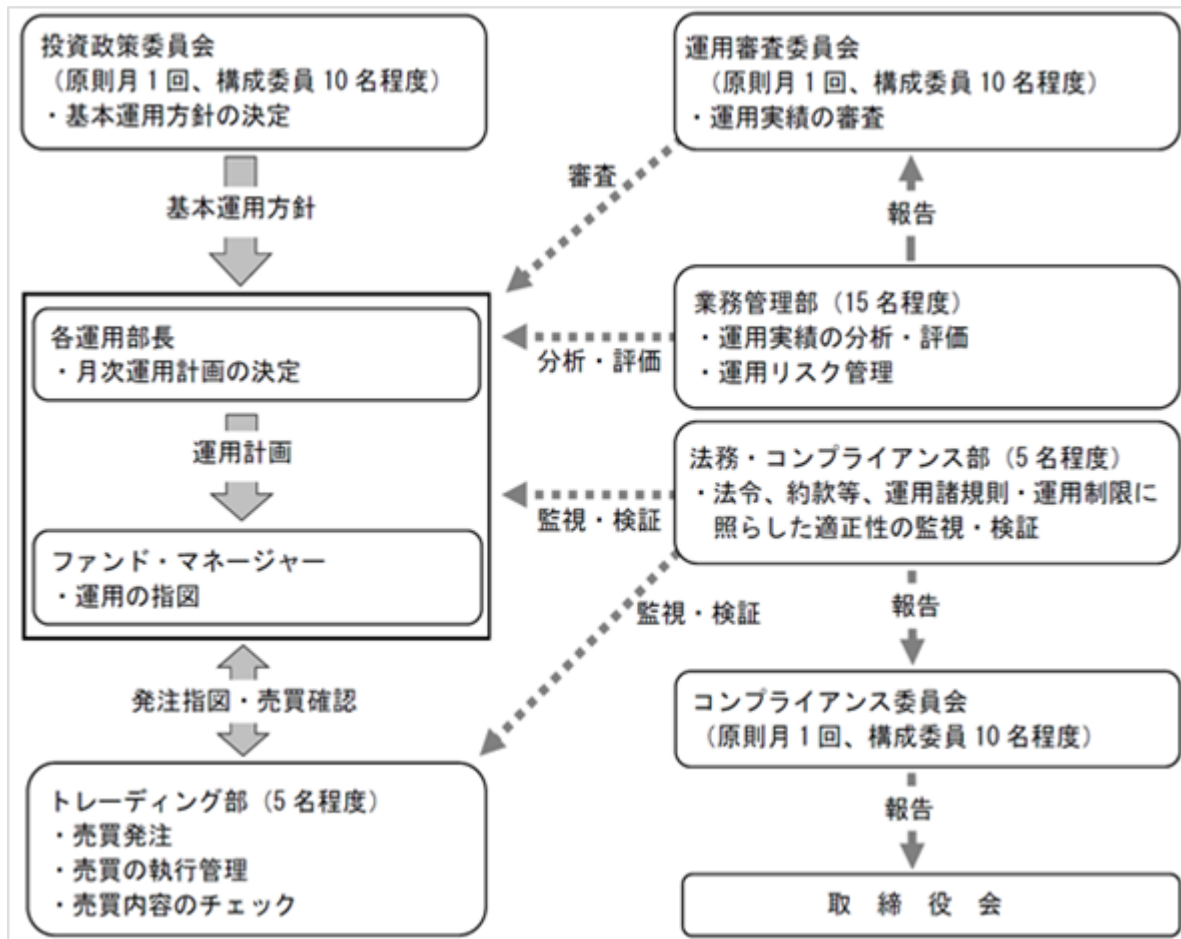 投資政策委員会
（原則月1回、構成委員10名程度）
・基本運用方針の決定
基本運用方針
各運用部長
・月次運用計画の決定
運用計画
ファンド・マネージャー
・運用の指図
発注指図・売買確認
トレーディング部（5名程度）
・売買発注
・売買の執行管理
・売買内容のチェック
運用審査委員会
（原則月1回、構成委員10名程度）
・運用実績の審査
審査
報告
業務管理部（15名程度）
・運用実績の分析・評価
・運用リスク管理
分析・評価
法務・コンプライアンス部（5名程度）
・法令、約款等、運用諸規則・運用制限に
照らした適正性の監視・検証
監視・検証
監視・検証
報告
コンプライアンス委員会
（原則月1回、構成委員10名程度）
報告
取 締 役 会